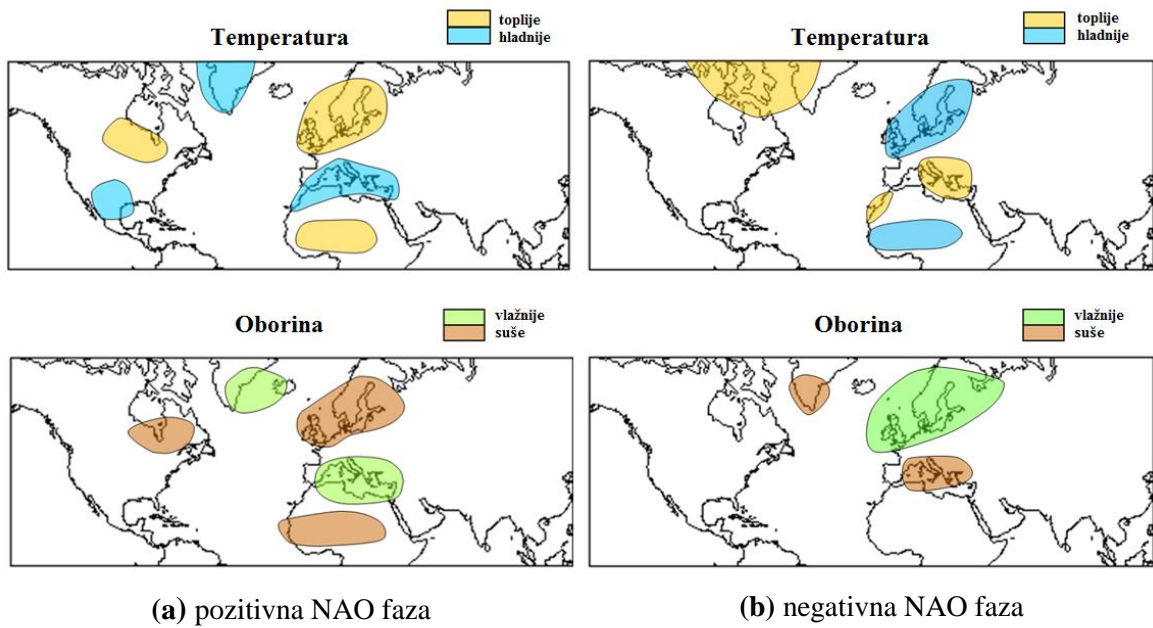 toplije
hladnije
Temperatura
toplije
hladnije
Temperatura
vlažnije
suše
Oborina
vlažnije
suše
Oborina
(a) pozitivna NAO faza
(b) negativna NAO faza